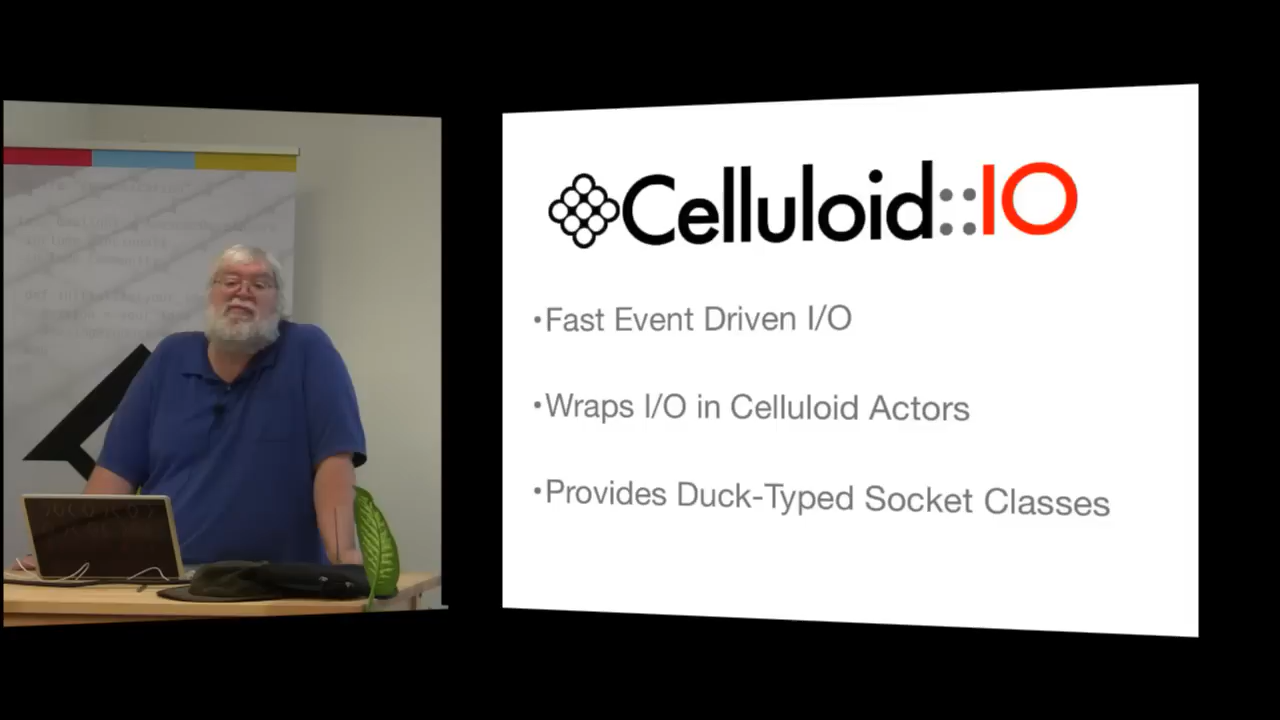 Celluloid::IO
•Fast Event Driven I/O
•Wraps I/O in Celluloid Actors
•Provides Duck-Typed Socket Classes